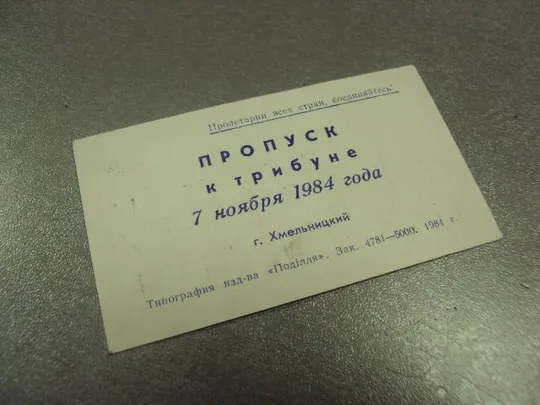 Пролетарии всех стран, соединяйтесь!
ПРОПУСК
к трибуне
7 ноября 1984 года
г. Хмельницкий
Типография изд-ва «Поділля». Зак. 4781—5000. 1984 г.